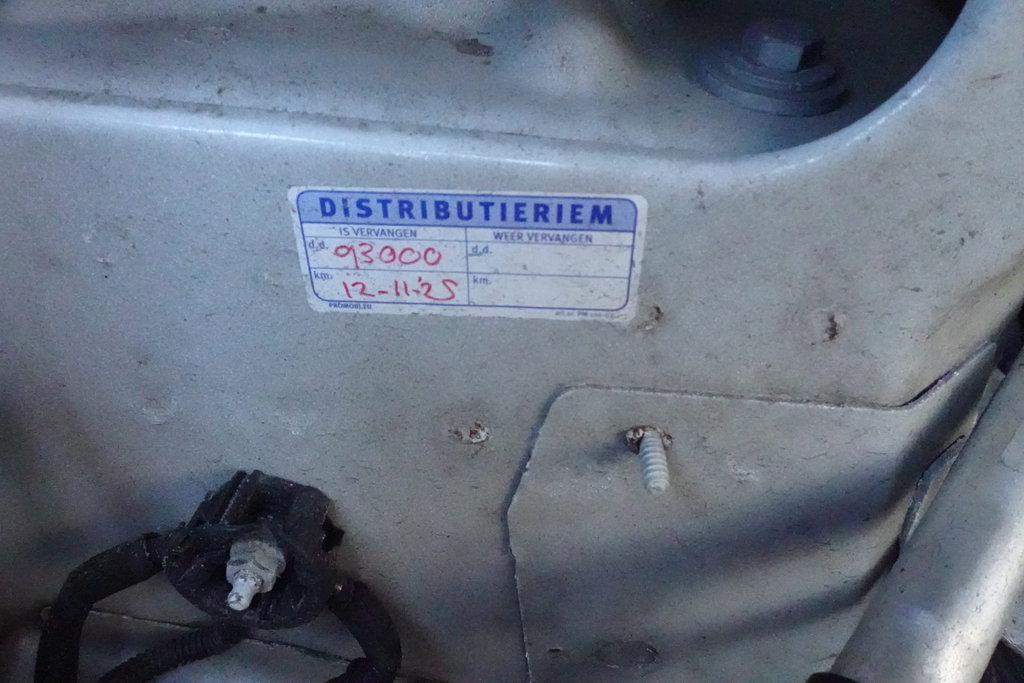 DISTRIBUTIERIEM
IS VERVANGEN WEER VERVANGEN
d.d. 93000 d.d.
km. 12-11-25 km.
PROMOBI.EU